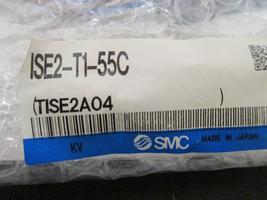 ISE2-T1-55C
(TISE2A04 )
KV SMC MADE IN JAPAN